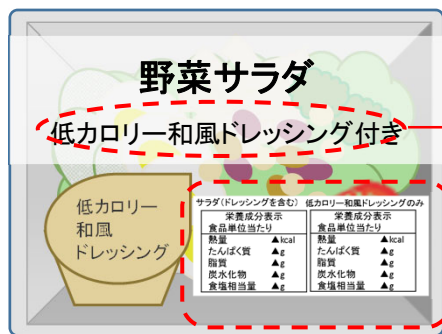 野菜サラダ
低カロリー和風ドレッシング付き
低カロリー
和風
ドレッシング
サラダ(ドレッシングを含む)
栄養成分表示
食品単位当たり
熱量 ▲kcal
たんぱく質 ▲g
脂質 ▲g
炭水化物 ▲g
食塩相当量 ▲g
低カロリー和風ドレッシングのみ
栄養成分表示
食品単位当たり
熱量 ▲kcal
たんぱく質 ▲g
脂質 ▲g
炭水化物 ▲g
食塩相当量 ▲g